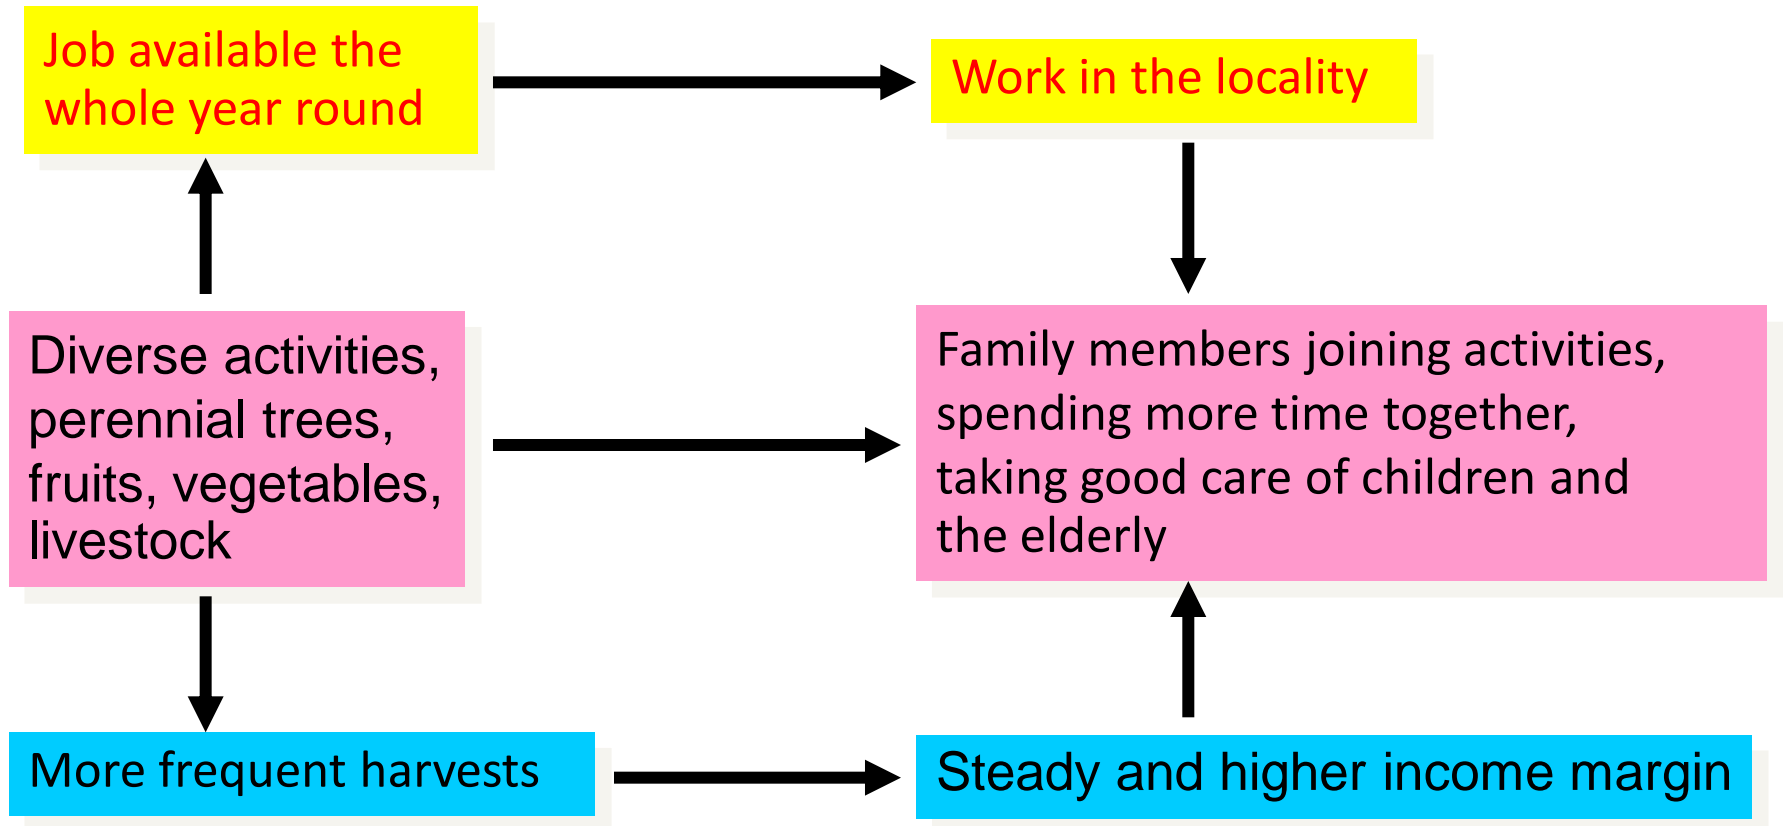 Job available the
whole year round
Work in the locality
Diverse activities,
perennial trees,
fruits, vegetables,
livestock
Family members joining activities,
spending more time together,
taking good care of children and
the elderly
More frequent harvests
Steady and higher income margin